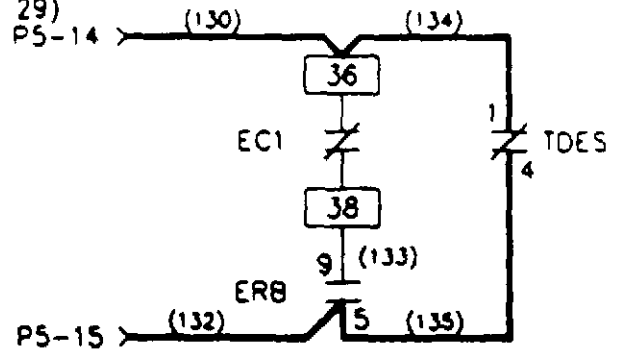 29)
P5-14 (130) (134)
36
1
EC1 TDES
4
38
9 (133)
ER8
P5-15 (132) 5 (135)